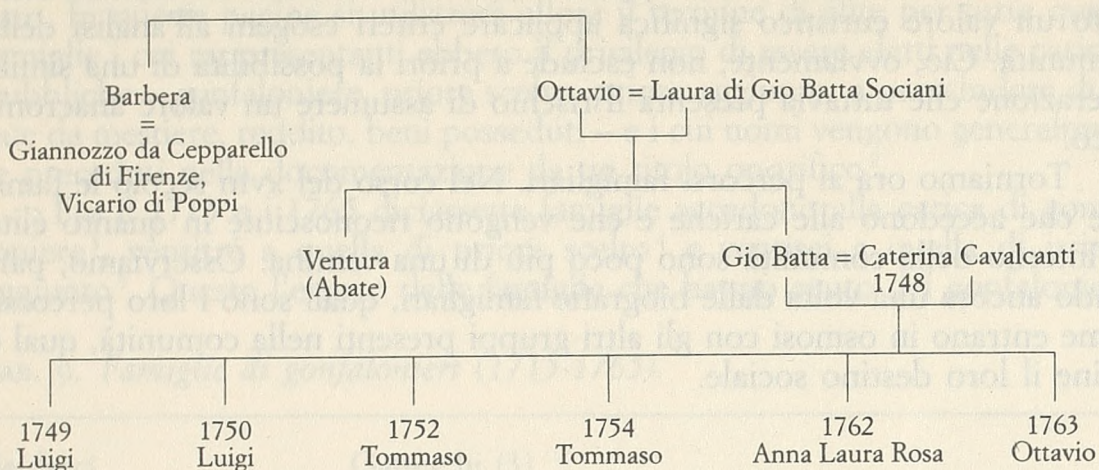 Barbera
=
Giannozzo da Cepparello
di Firenze,
Vicario di Poppi
Ottavio = Laura di Gio Batta Sociani
Ventura
(Abate)
Gio Batta = Caterina Cavalcanti
1748
1749
Luigi
1750
Luigi
1752
Tommaso
1754
Tommaso
1762
Anna Laura Rosa
1763
Ottavio